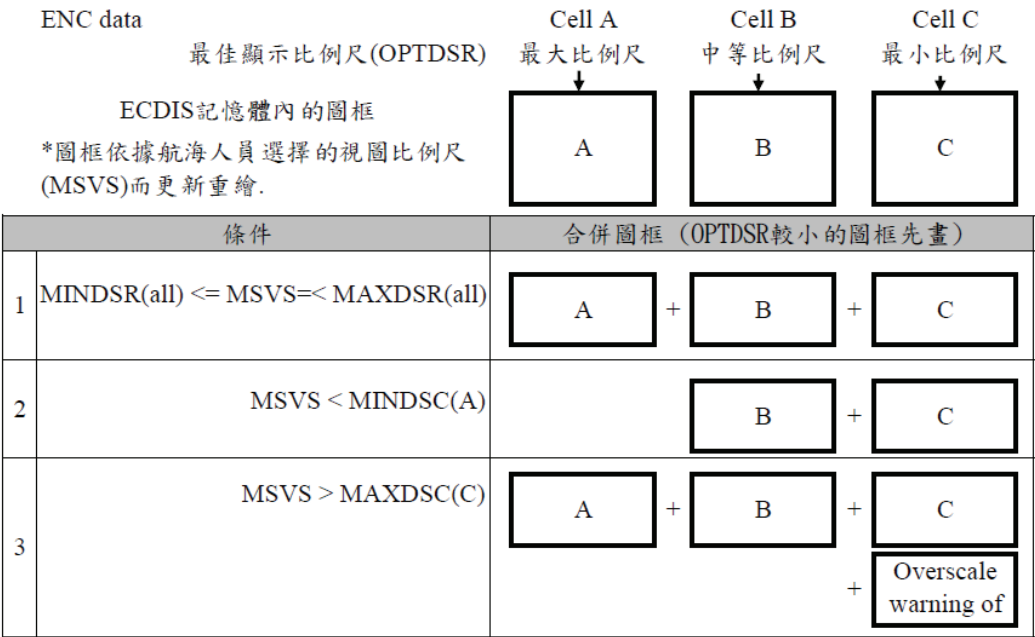 ENC data
Cell A
Cell B
Cell C
最佳顯示比例尺(OPTDSR)
最大比例尺
中等比例尺
最小比例尺
ECDIS記憶體內的圖框
*圖框依據航海人員選擇的視圖比例尺
(MSVS)而更新重繪.
A
B
C
條件
合併圖框 (OPTDSR較小的圖框先畫)
1
MINDSR(all) <= MSVS=< MAXDSR(all)
A + B + C
2
MSVS < MINDSC(A)
B + C
3
MSVS > MAXDSC(C)
A + B + C
+ Overscale
warning of